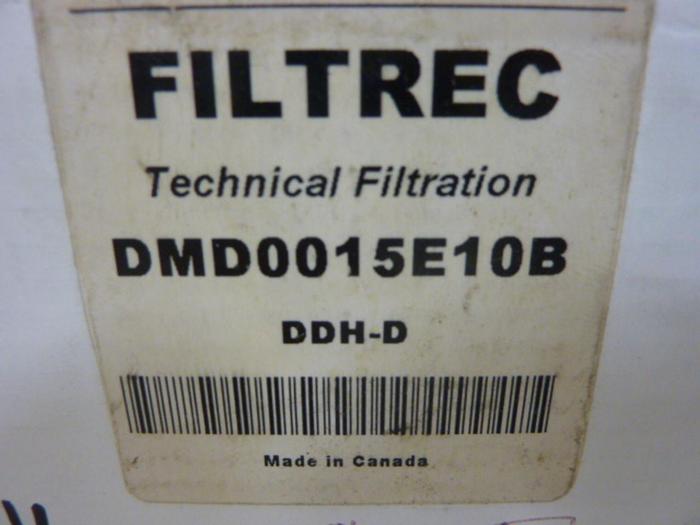 FILTREC
Technical Filtration
DMD0015E10B
DDH-D
Made in Canada